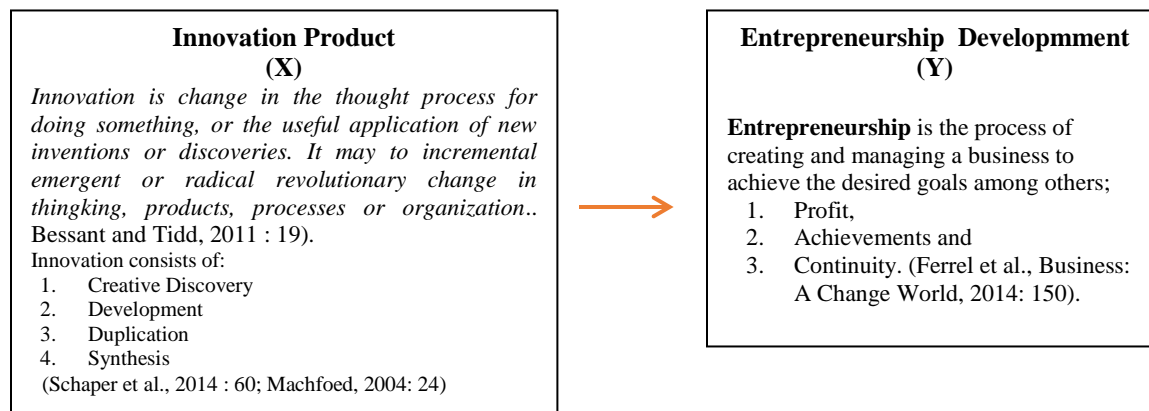 Innovation Product
(X)
Innovation is change in the thought process for
doing something, or the useful application of new
inventions or discoveries. It may to incremental
emergent or radical revolutionary change in
thingking, products, processes or organization..
Bessant and Tidd, 2011 : 19).
Innovation consists of:
1. Creative Discovery
2. Development
3. Duplication
4. Synthesis
(Schaper et al., 2014 : 60; Machfoed, 2004: 24)
Entrepreneurship Developmment
(Y)
Entrepreneurship is the process of
creating and managing a business to
achieve the desired goals among others;
1. Profit,
2. Achievements and
3. Continuity. (Ferrel et al., Business:
A Change World, 2014: 150).